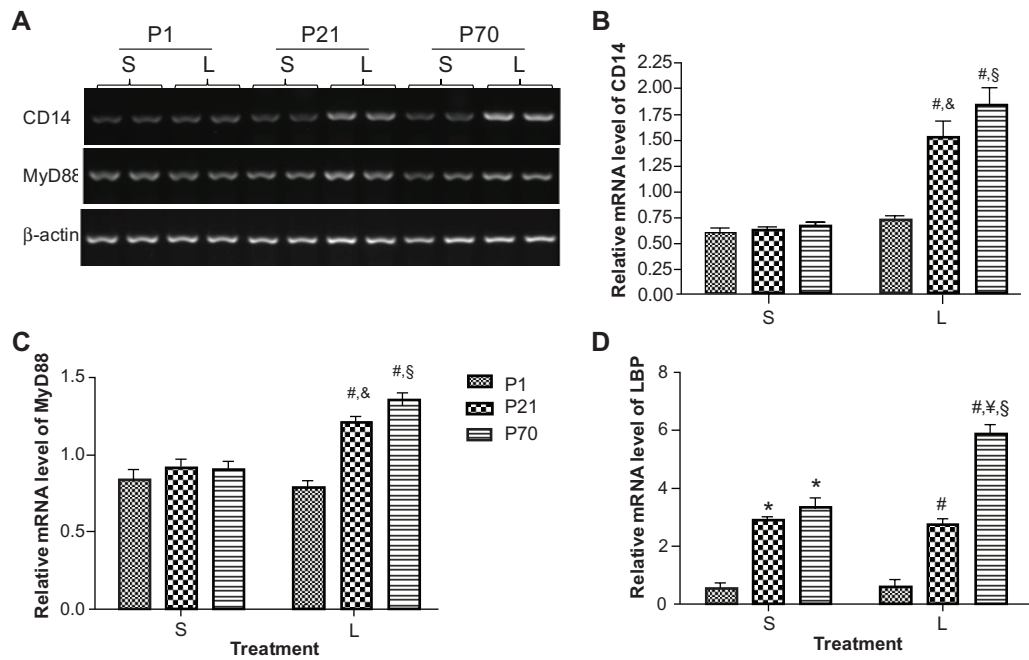 A
P1 P21 P70
S L S L S L
CD14
MyD88
β-actin
B
Relative mRNA level of CD14
2.25
2.00
1.75
1.50
1.25
1.00
0.75
0.50
0.25
0.00
#,&
#,§
S L
C
Relative mRNA level of MyD88
1.5
1.0
0.5
0.0
#,&
#,§
S L
Treatment
P1
P21
P70
D
Relative mRNA level of LBP
8
6
4
2
0
*
*
#
#,¥,§
S L
Treatment